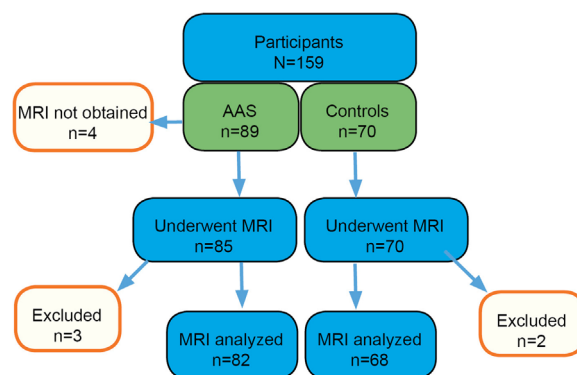 Participants
N=159
MRI not obtained
n=4
AAS
n=89
Controls
n=70
Underwent MRI
n=85
Underwent MRI
n=70
Excluded
n=3
MRI analyzed
n=82
MRI analyzed
n=68
Excluded
n=2